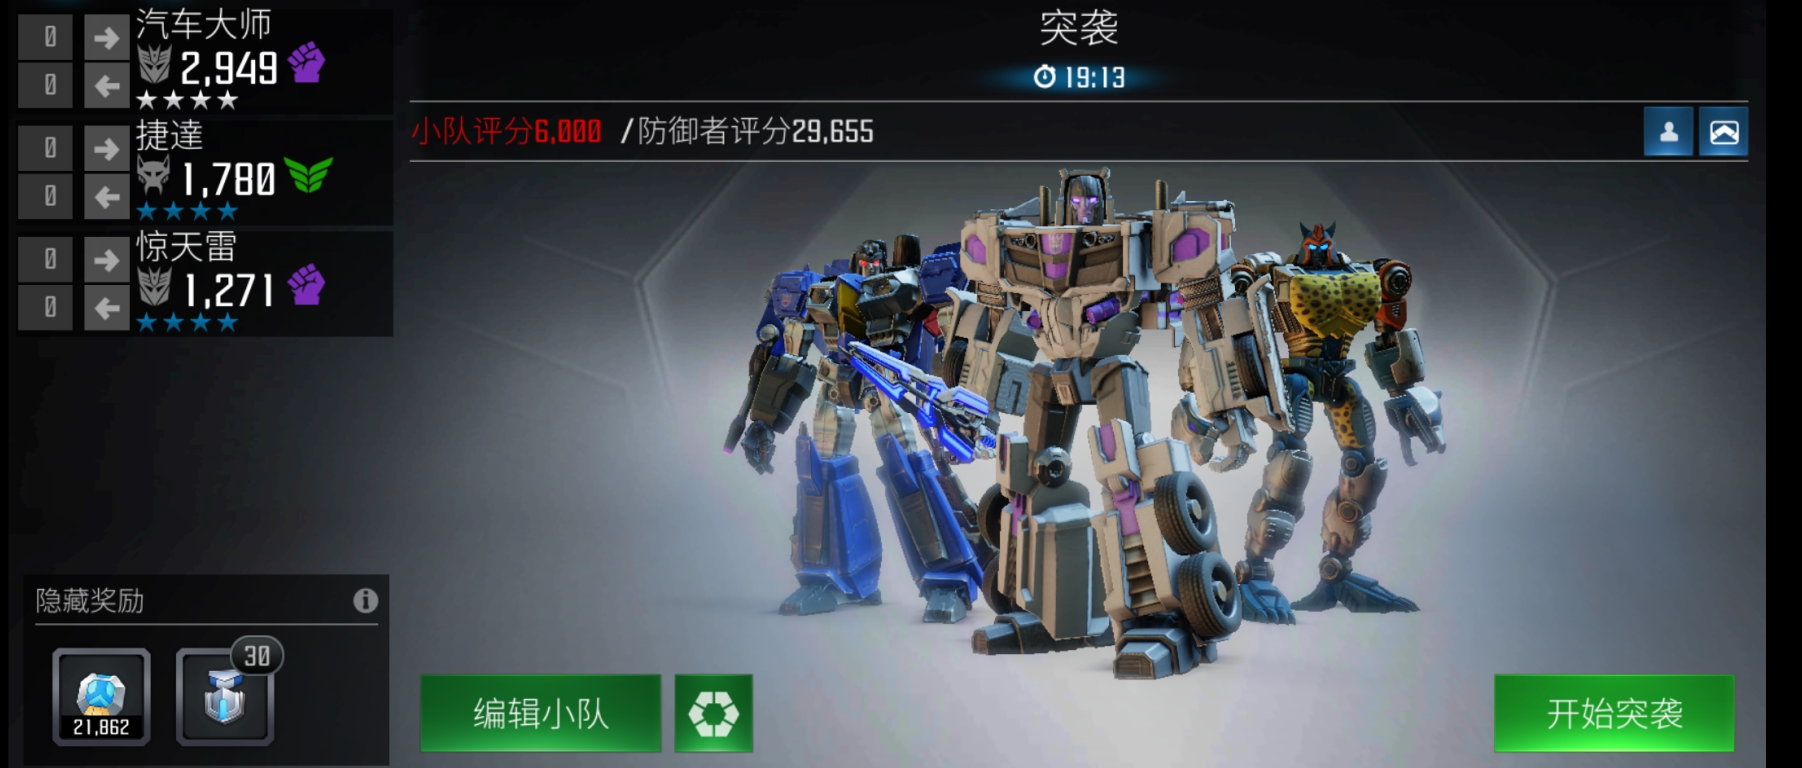 突袭
19:13
小队评分6,000 /防御者评分29,655
0
0
汽车大师
2,949
0
0
捷達
1,780
0
0
惊天雷
1,271
隐藏奖励
21,862
30
编辑小队
开始突袭